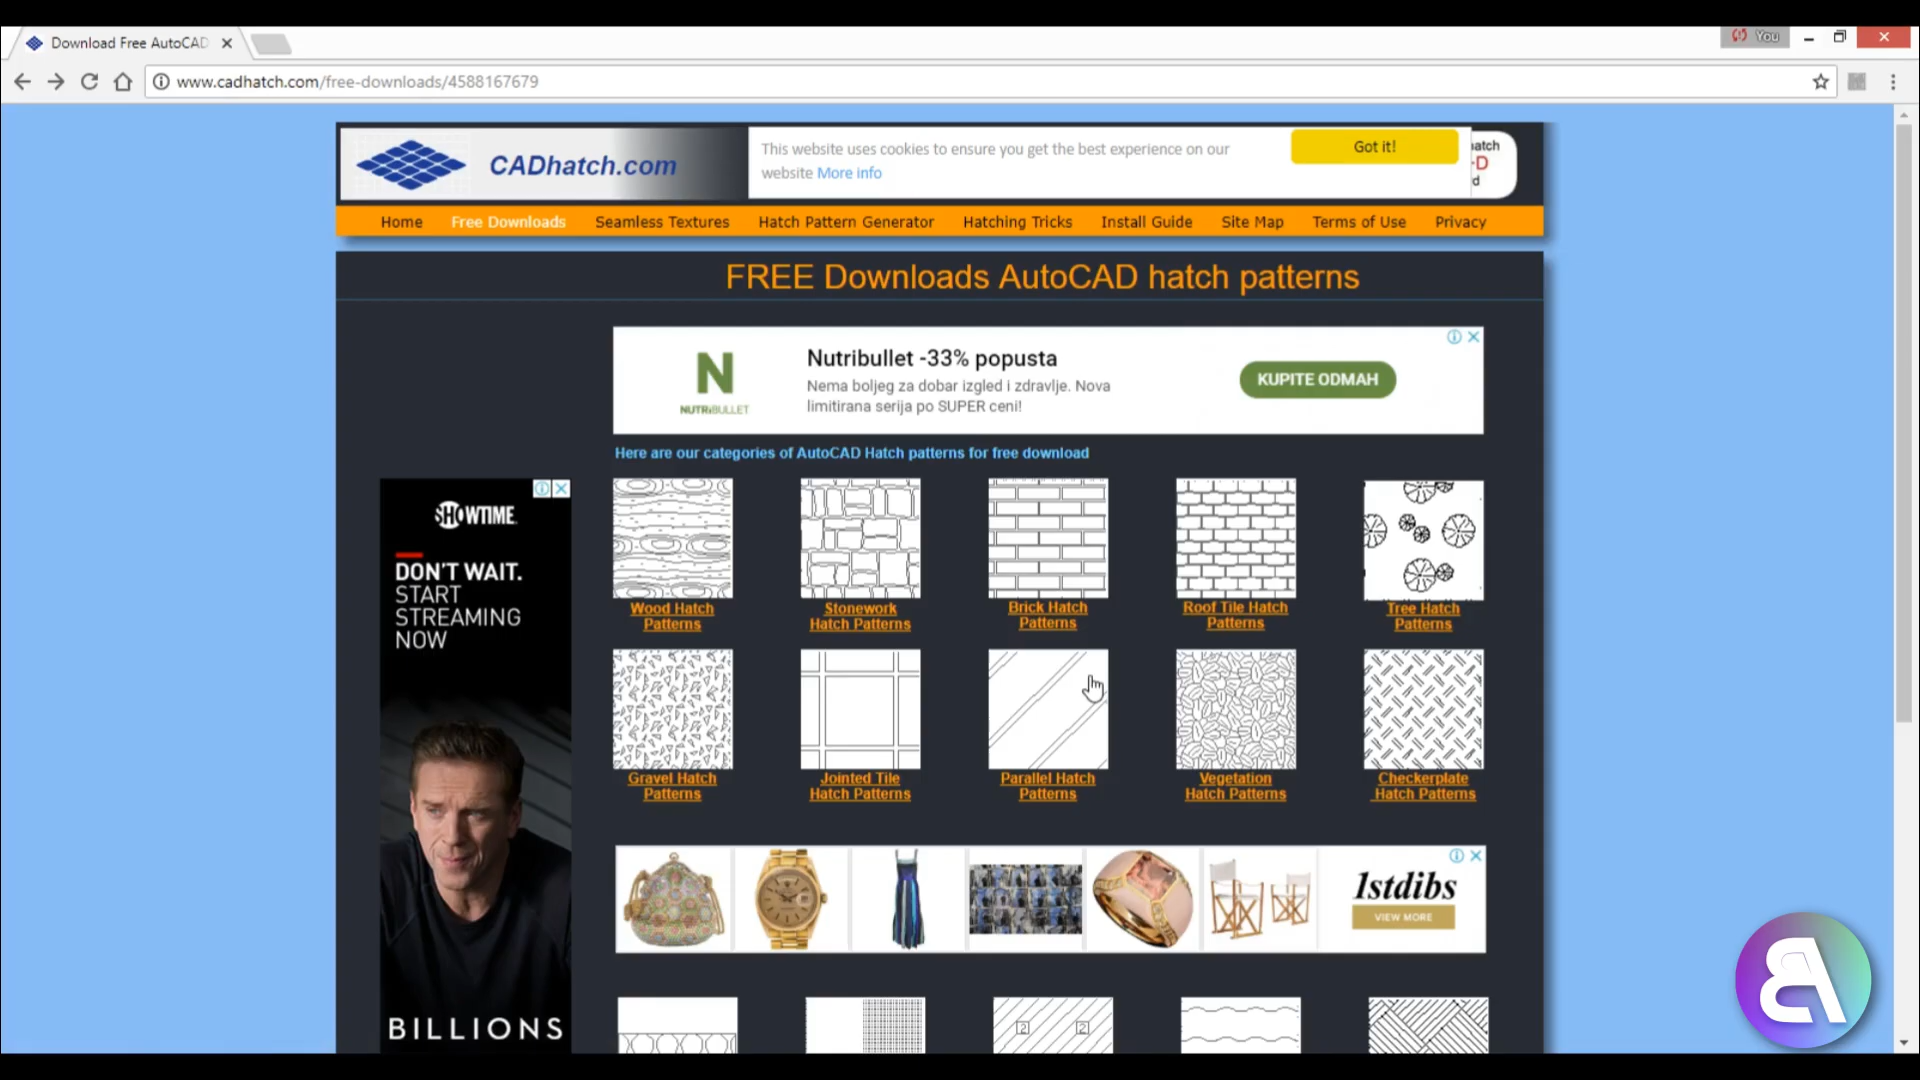 Download Free AutoCAD
You
www.cadhatch.com/free-downloads/4588167679
CADhatch.com
This website uses cookies to ensure you get the best experience on our
website More info
Got it!
Home Free Downloads Seamless Textures Hatch Pattern Generator Hatching Tricks Install Guide Site Map Terms of Use Privacy
FREE Downloads AutoCAD hatch patterns
N
NUTRiBULLET
Nutribullet -33% popusta
Nema boljeg za dobar izgled i zdravlje. Nova
limitirana serija po SUPER ceni!
KUPITE ODMAH
Here are our categories of AutoCAD Hatch patterns for free download
SHOWTIME
DON'T WAIT.
START
STREAMING
NOW
BILLIONS
Wood Hatch
Patterns
Stonework
Hatch Patterns
Brick Hatch
Patterns
Roof Tile Hatch
Patterns
Tree Hatch
Patterns
Gravel Hatch
Patterns
Jointed Tile
Hatch Patterns
Parallel Hatch
Patterns
Vegetation
Hatch Patterns
Checkerplate
Hatch Patterns
1stdibs
VIEW MORE
2 2